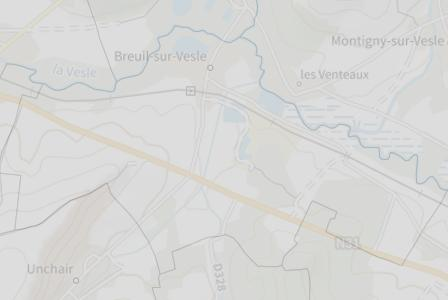 Montigny-sur-Vesle
Breuil-sur-Vesle
la Vesle
les Venteaux
N31
Unchair
D328